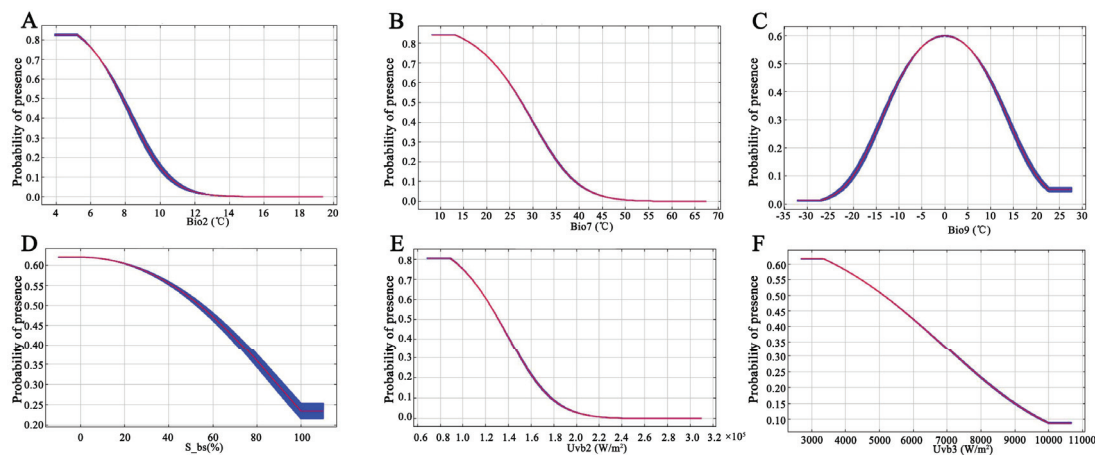 A
Probability of presence
0.8
0.7
0.6
0.5
0.4
0.3
0.2
0.1
0.0
4 6 8 10 12 14 16 18 20
Bio2 (℃)
B
Probability of presence
0.8
0.7
0.6
0.5
0.4
0.3
0.2
0.1
0.0
10 15 20 25 30 35 40 45 50 55 60 65 70
Bio7 (℃)
C
Probability of presence
0.6
0.5
0.4
0.3
0.2
0.1
0.0
-35 -30 -25 -20 -15 -10 -5 0 5 10 15 20 25 30
Bio9 (℃)
D
Probability of presence
0.60
0.55
0.50
0.45
0.40
0.35
0.30
0.25
0.20
0 20 40 60 80 100
S_bs(%)
E
Probability of presence
0.8
0.7
0.6
0.5
0.4
0.3
0.2
0.1
0.0
0.6 0.8 1.0 1.2 1.4 1.6 1.8 2.0 2.2 2.4 2.6 2.8 3.0 3.2 ×10⁵
Uvb2 (W/m²)
F
Probability of presence
0.60
0.55
0.50
0.45
0.40
0.35
0.30
0.25
0.20
0.15
0.10
3000 4000 5000 6000 7000 8000 9000 10000 11000
Uvb3 (W/m²)